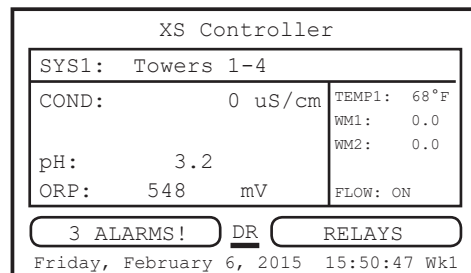 XS Controller
SYS1: Towers 1-4
COND: 0 uS/cm TEMP1: 68°F
WM1: 0.0
WM2: 0.0
pH: 3.2
ORP: 548 mV FLOW: ON
3 ALARMS! DR RELAYS
Friday, February 6, 2015 15:50:47 Wk1